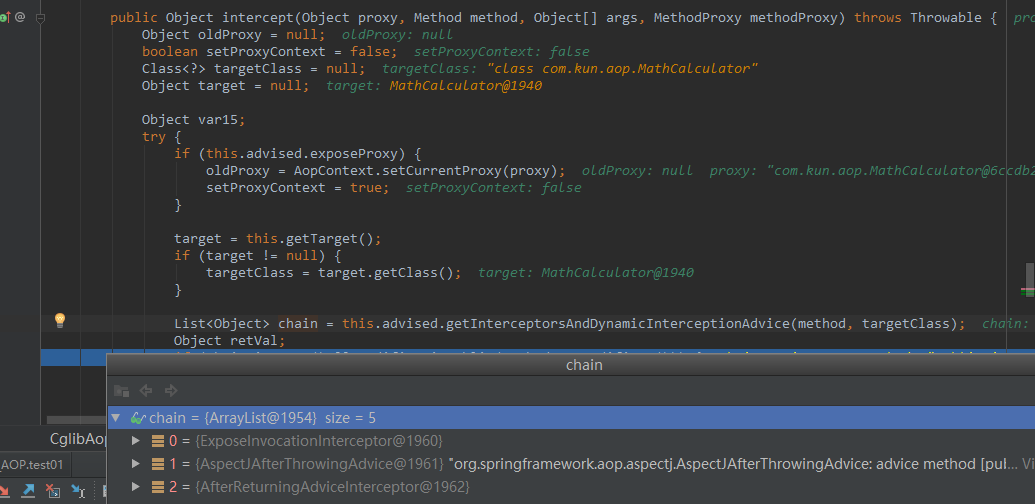 public Object intercept(Object proxy, Method method, Object[] args, MethodProxy methodProxy) throws Throwable {
Object oldProxy = null; oldProxy: null
boolean setProxyContext = false; setProxyContext: false
Class<?> targetClass = null; targetClass: "class com.kun.aop.MathCalculator"
Object target = null; target: MathCalculator@1940
Object var15;
try {
if (this.advised.exposeProxy) {
oldProxy = AopContext.setCurrentProxy(proxy); oldProxy: null proxy: "com.kun.aop.MathCalculator@6ccdb2
setProxyContext = true; setProxyContext: false
}
target = this.getTarget();
if (target != null) {
targetClass = target.getClass(); target: MathCalculator@1940
}
List<Object> chain = this.advised.getInterceptorsAndDynamicInterceptionAdvice(method, targetClass); chain:
Object retVal;
chain
chain = {ArrayList@1954} size = 5
CglibAop
0 = {ExposeInvocationInterceptor@1960}
_AOP.test01
1 = {AspectJAfterThrowingAdvice@1961} "org.springframework.aop.aspectj.AspectJAfterThrowingAdvice: advice method [pul... Vi
2 = {AfterReturningAdviceInterceptor@1962}